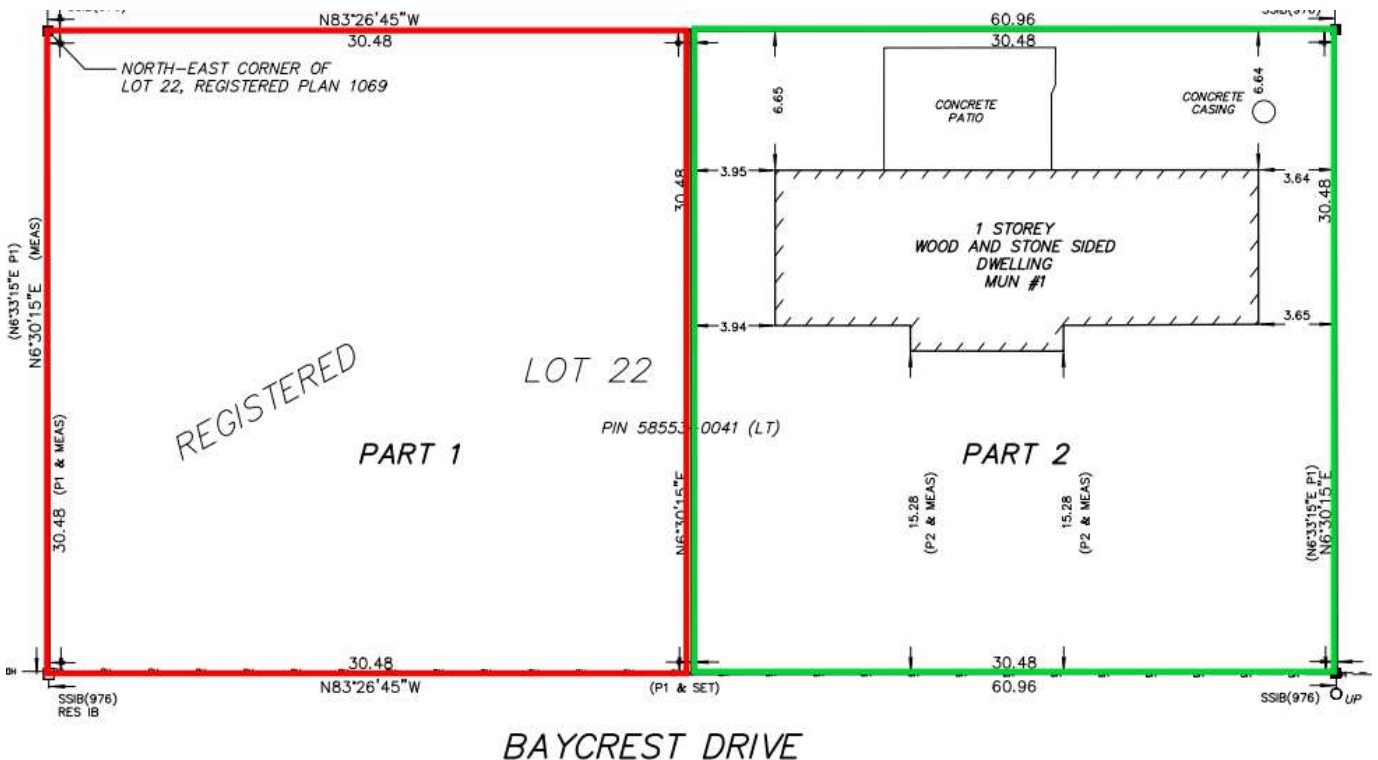 N83°26'45"W
60.96
30.48
30.48
NORTH-EAST CORNER OF
LOT 22, REGISTERED PLAN 1069
6.65
CONCRETE
PATIO
CONCRETE
CASING
6.64
30.48
3.95
3.64
30.48
1 STOREY
WOOD AND STONE SIDED
DWELLING
MUN #1
(N6°33'15"E P1)
N6°30'15"E (MEAS)
3.94
3.65
REGISTERED
LOT 22
PIN 58553-0041 (LT)
PART 1
PART 2
30.48 (P1 & MEAS)
N6°30'15"E
15.28
(P2 & MEAS)
15.28
(P2 & MEAS)
(N6°33'15"E P1)
N6°30'15"E
30.48
30.48
N83°26'45"W
(P1 & SET)
60.96
SSIB(976)
RES IB
SSIB(976)
UP
BAYCREST DRIVE